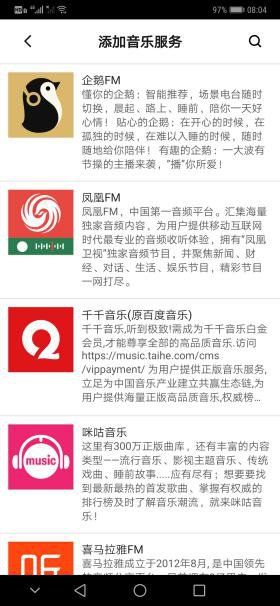 4G 97% 08:04
添加音乐服务
企鹅FM
懂你的企鹅：智能推荐，场景电台随时
切换，晨起、路上、睡前，陪你一天好
心情！ 贴心的企鹅：在开心的时候，在
孤独的时候，在难以入睡的时候，随时
随地给你陪伴！ 有趣的企鹅：一大波有
节操的主播来袭，“播”你所爱！
凤凰FM
凤凰FM，中国第一音频平台。汇集海量
独家音频内容，为用户提供移动互联网
时代最专业的音频收听体验，拥有“凤凰
卫视”独家音频节目，并聚焦新闻、财
经、对话、生活、娱乐节目，精彩节目
一网打尽。
千千音乐(原百度音乐)
千千音乐,听到极致!需成为千千音乐白金
会员,才能尊享全部的高品质音乐.访问
https://music.taihe.com/cms
/vippayment/ 为用户提供正版音乐服务,
立足为中国音乐产业建立共赢生态链,为
用户提供海量正版高品质音乐,权威榜...
music
咪咕音乐
这里有300万正版曲库，还有丰富的内容
类型——流行音乐、影视主题音乐、传统
戏曲、睡前故事.....应有尽有；想要要找
到最新最热的首发歌曲、掌握有权威的
排行榜及时了解音乐潮流，就来咪咕音
乐！
听
喜马拉雅FM
喜马拉雅成立于2012年8月, 是中国领先